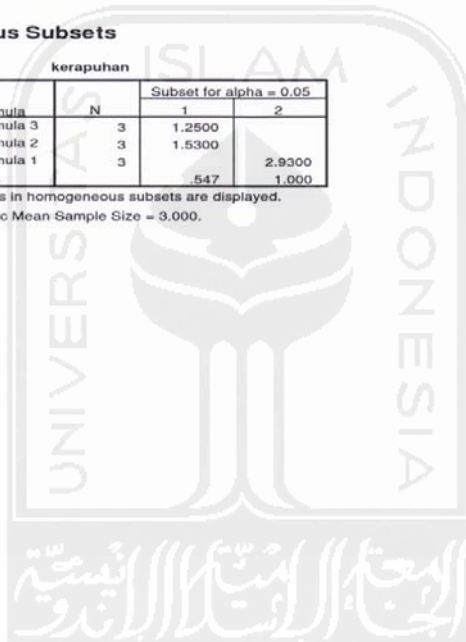 us Subsets
kerapuhan
Subset for alpha = 0.05
nula N 1 2
nula 3 3 1.2500
nula 2 3 1.5300
nula 1 3 2.9300
.547 1.000
s in homogeneous subsets are displayed.
c Mean Sample Size = 3.000.
ISLAM
UNIVERSITAS
INDONESIA